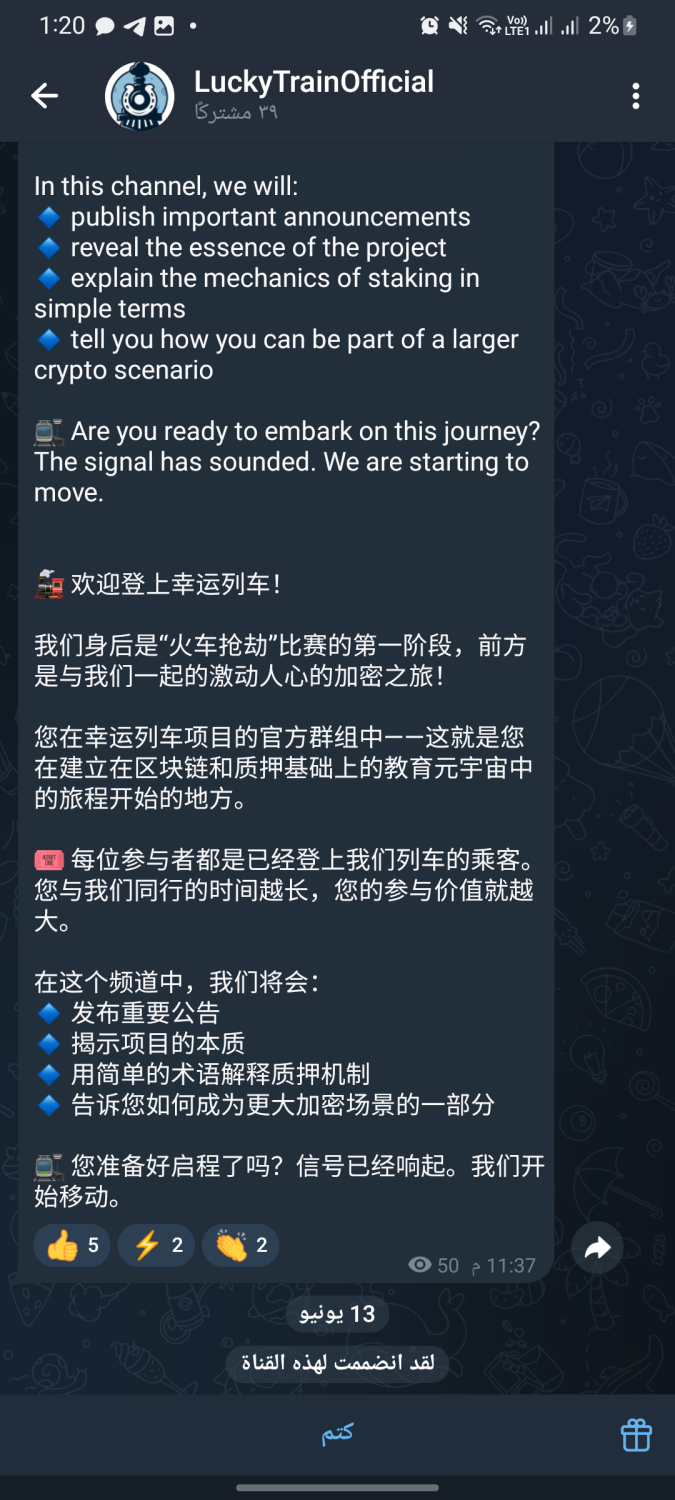 1:20
Vo))
LTE1
2%
LuckyTrainOfficial
٣٩ مشتركًا
In this channel, we will:
🔷 publish important announcements
🔷 reveal the essence of the project
🔷 explain the mechanics of staking in
simple terms
🔷 tell you how you can be part of a larger
crypto scenario
🚉 Are you ready to embark on this journey?
The signal has sounded. We are starting to
move.
🚂 欢迎登上幸运列车！
我们身后是“火车抢劫”比赛的第一阶段，前方
是与我们一起的激动人心的加密之旅！
您在幸运列车项目的官方群组中——这就是您
在建立在区块链和质押基础上的教育元宇宙中
的旅程开始的地方。
🎟 每位参与者都是已经登上我们列车的乘客。
您与我们同行的时间越长，您的参与价值就越
大。
在这个频道中，我们将会：
🔷 发布重要公告
🔷 揭示项目的本质
🔷 用简单的术语解释质押机制
🔷 告诉您如何成为更大加密场景的一部分
🚉 您准备好启程了吗？信号已经响起。我们开
始移动。
👍 5 ⚡ 2 👏 2
50 11:37 م
13 يونيو
لقد انضممت لهذه القناة
كتم